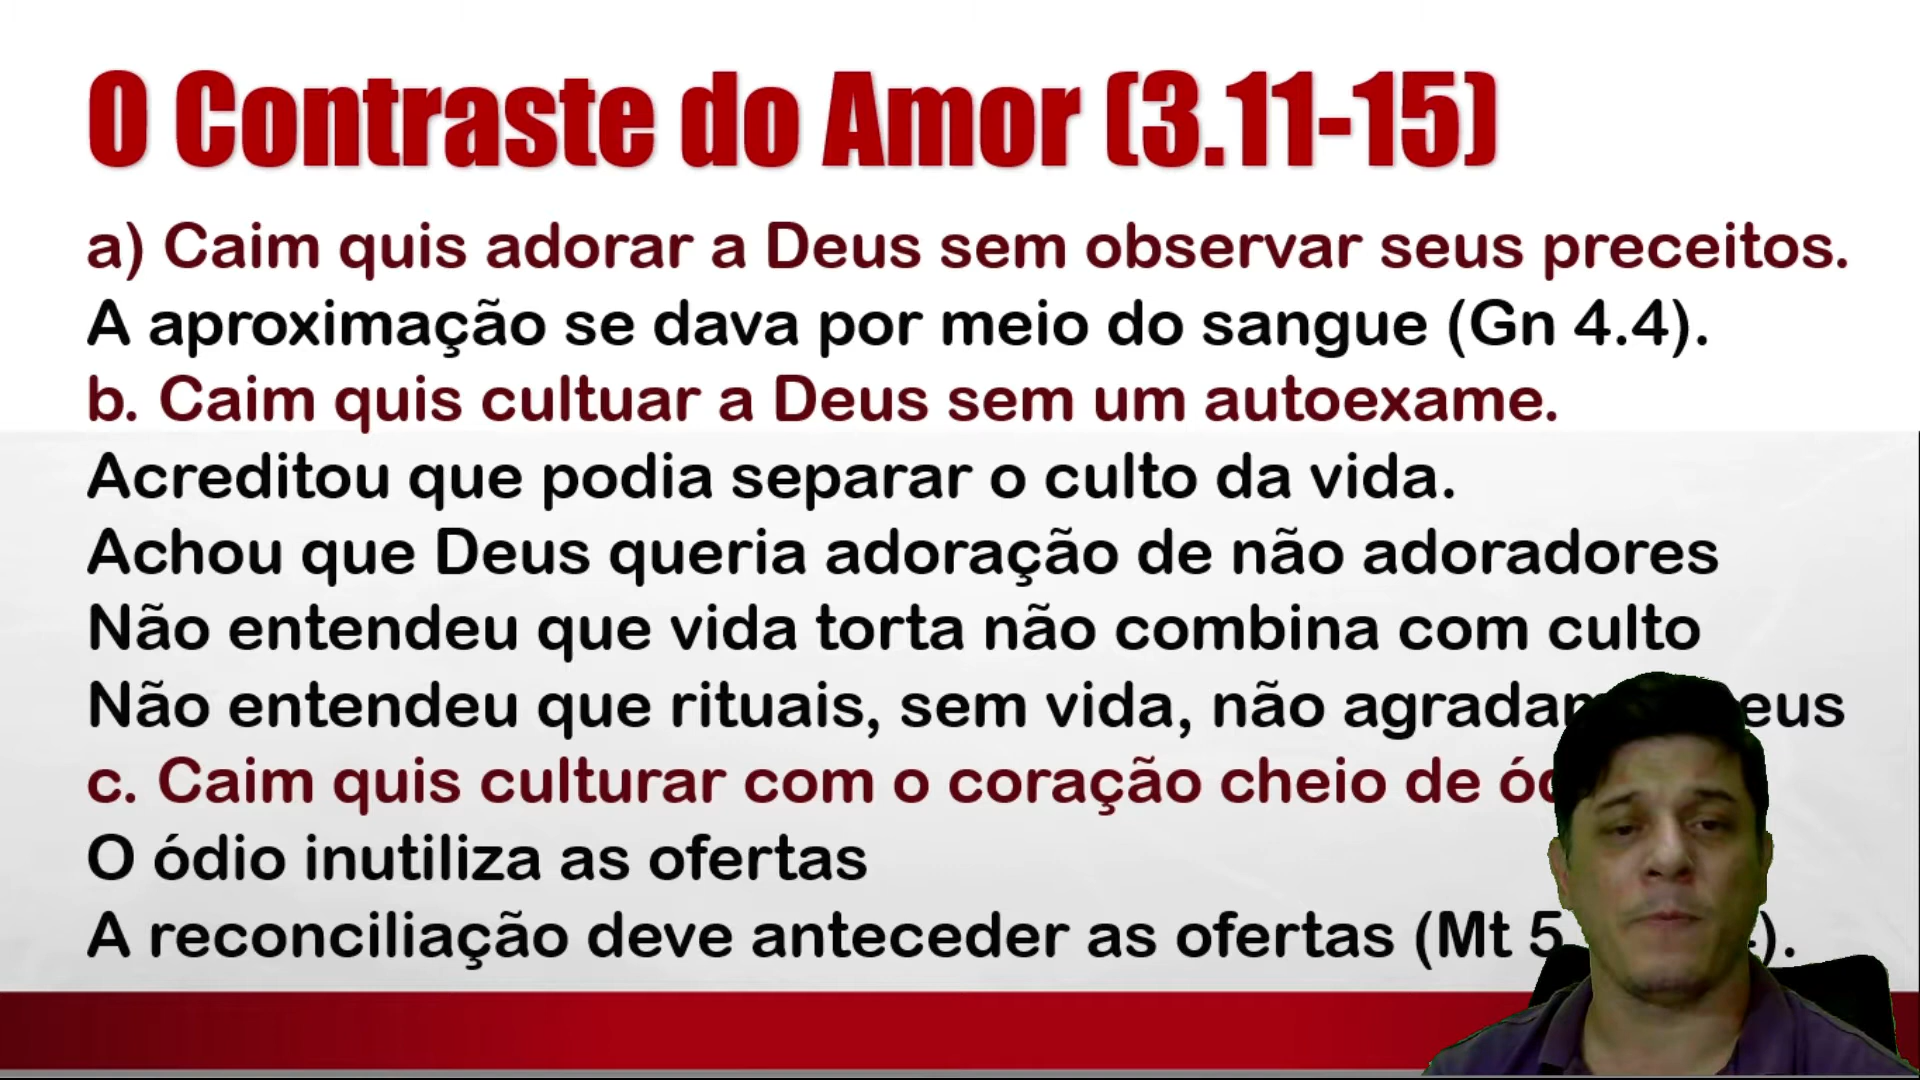 O Contraste do Amor (3.11-15)
a) Caim quis adorar a Deus sem observar seus preceitos.
A aproximação se dava por meio do sangue (Gn 4.4).
b. Caim quis cultuar a Deus sem um autoexame.
Acreditou que podia separar o culto da vida.
Achou que Deus queria adoração de não adoradores
Não entendeu que vida torta não combina com culto
Não entendeu que rituais, sem vida, não
c. Caim quis culturar com o coração cheio de
O ódio inutiliza as ofertas
A reconciliação deve anteceder as ofertas (Mt 5